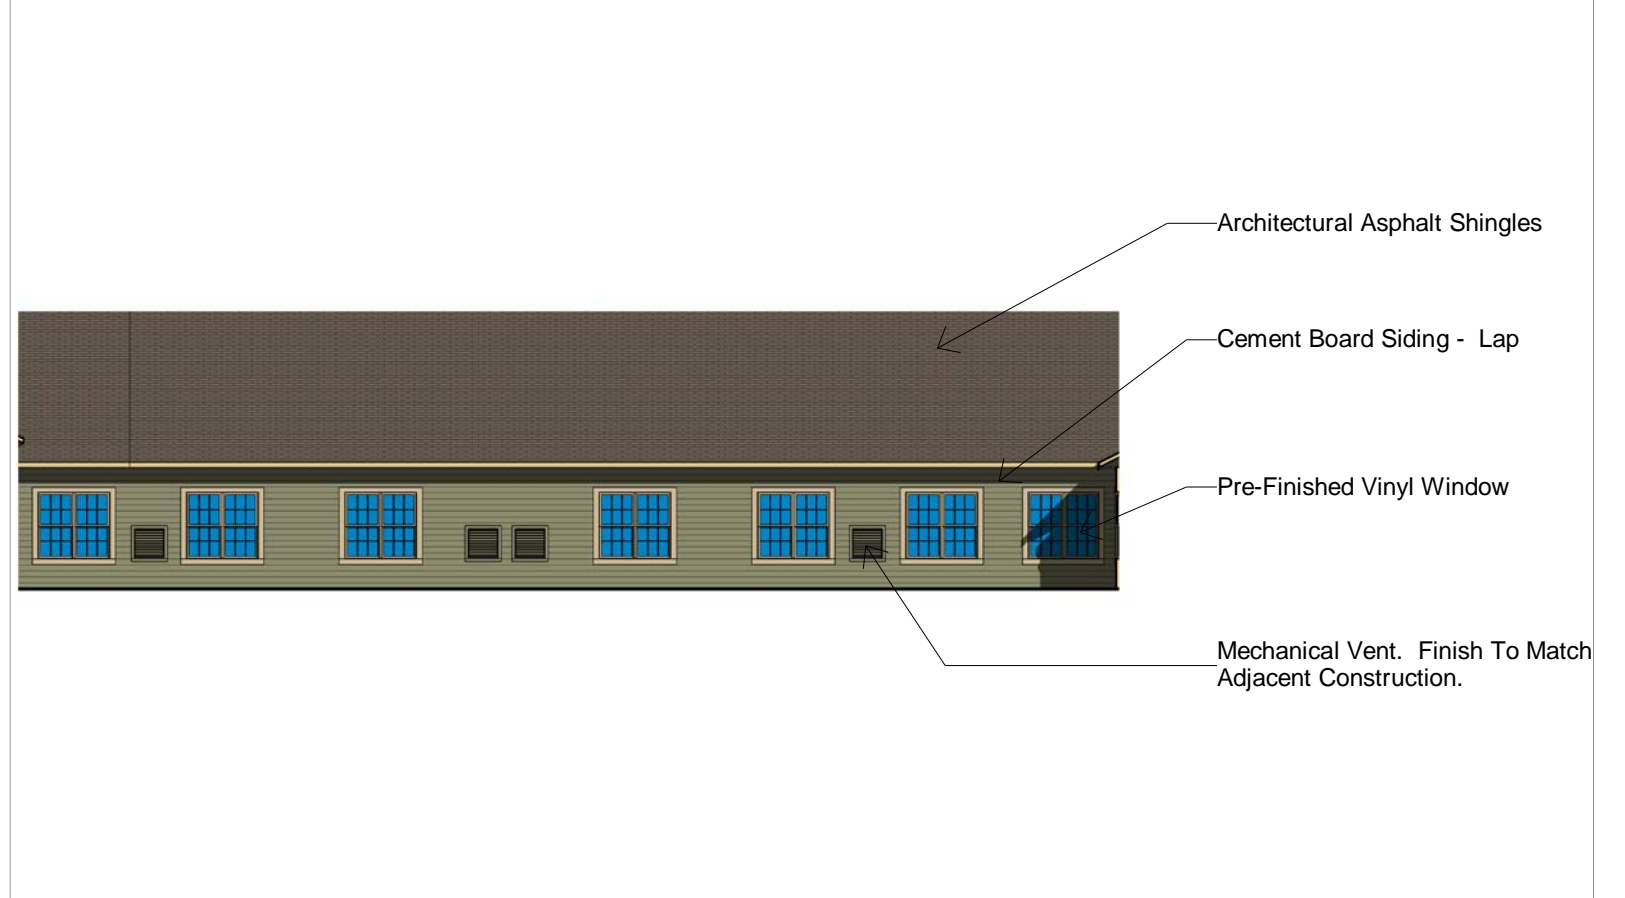 Architectural Asphalt Shingles
Cement Board Siding -  Lap
Pre-Finished Vinyl Window
Mechanical Vent.  Finish To Match
Adjacent Construction.